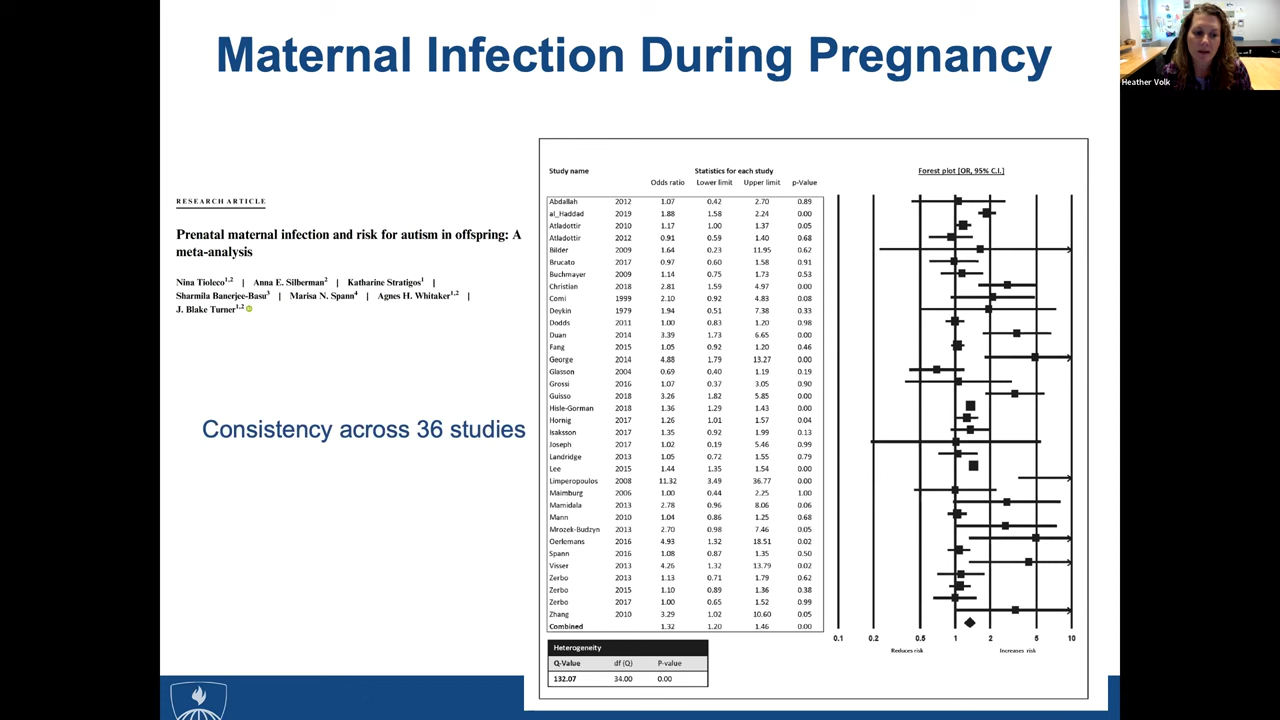 Maternal Infection During Pregnancy
Heather Volk
RESEARCH ARTICLE
Prenatal maternal infection and risk for autism in offspring: A
meta-analysis
Nina Tioleco1,2 | Anna E. Silberman2 | Katharine Stratigos1 |
Sharmila Banerjee-Basu3 | Marisa N. Spann4 | Agnes H. Whitaker1,2 |
J. Blake Turner1,2
Consistency across 36 studies
Study name Statistics for each study Forest plot [OR, 95% C.I.]
Odds ratio Lower limit Upper limit p-Value
Abdallah 2012 1.07 0.42 2.70 0.89
al_Haddad 2019 1.88 1.58 2.24 0.00
Atladottir 2010 1.17 1.00 1.37 0.05
Atladottir 2012 0.91 0.59 1.40 0.68
Bilder 2009 1.64 0.23 11.95 0.62
Brucato 2017 0.97 0.60 1.58 0.91
Buchmayer 2009 1.14 0.75 1.73 0.53
Christian 2018 2.81 1.59 4.97 0.00
Comi 1999 2.10 0.92 4.83 0.08
Deykin 1979 1.94 0.51 7.38 0.33
Dodds 2011 1.00 0.83 1.20 0.98
Duan 2014 3.39 1.73 6.65 0.00
Fang 2015 1.05 0.92 1.20 0.46
George 2014 4.88 1.79 13.27 0.00
Glasson 2004 0.69 0.40 1.19 0.19
Grossi 2016 1.07 0.37 3.05 0.90
Guisso 2018 3.26 1.82 5.85 0.00
Hisle-Gorman 2018 1.36 1.29 1.43 0.00
Hornig 2017 1.26 1.01 1.57 0.04
Isaksson 2017 1.35 0.92 1.99 0.13
Joseph 2017 1.02 0.19 5.46 0.99
Landridge 2013 1.05 0.72 1.55 0.79
Lee 2015 1.44 1.35 1.54 0.00
Limperopoulos 2008 11.32 3.49 36.77 0.00
Maimburg 2006 1.00 0.44 2.25 1.00
Mamidala 2013 2.78 0.96 8.06 0.06
Mann 2010 1.04 0.86 1.25 0.68
Mrozek-Budzyn 2013 2.70 0.98 7.46 0.05
Oerlemans 2016 4.93 1.32 18.51 0.02
Spann 2016 1.08 0.87 1.35 0.50
Visser 2013 4.26 1.32 13.79 0.02
Zerbo 2013 1.13 0.71 1.79 0.62
Zerbo 2015 1.10 0.89 1.36 0.38
Zerbo 2017 1.00 0.65 1.52 0.99
Zhang 2010 3.29 1.02 10.60 0.05
Combined 1.32 1.20 1.46 0.00
0.1 0.2 0.5 1 2 5 10
Reduces risk Increases risk
Heterogeneity
Q-Value df (Q) P-value
132.07 34.00 0.00